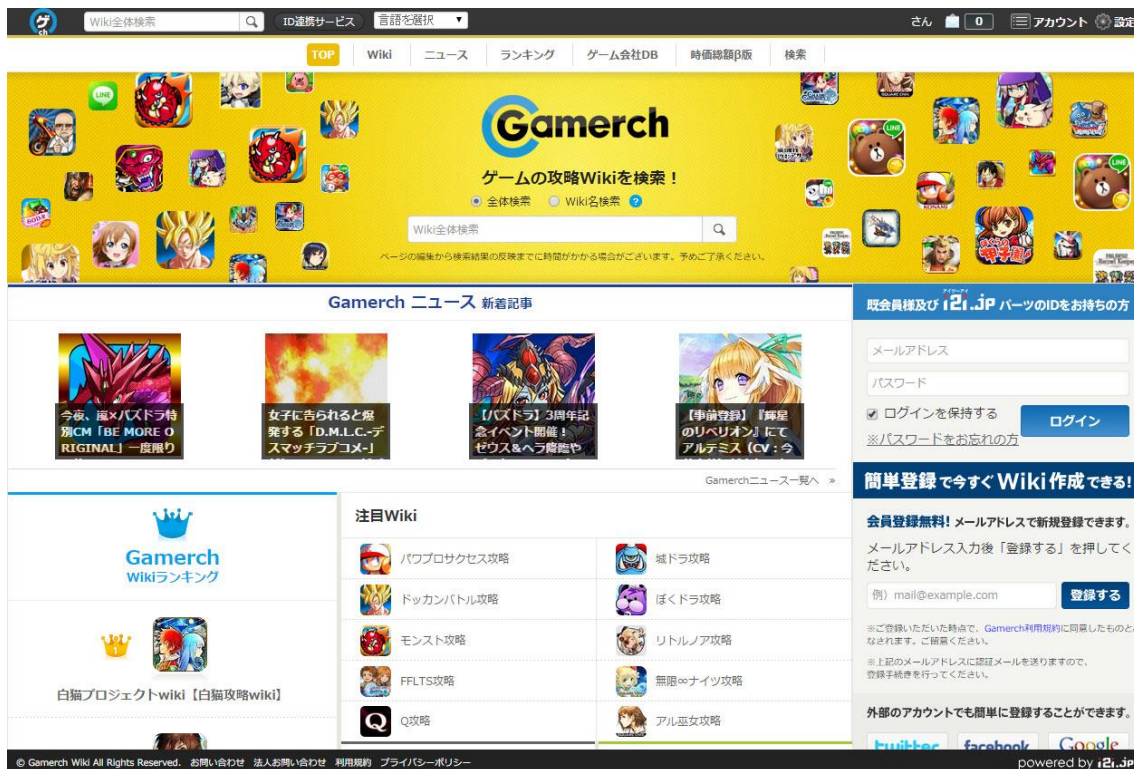 Wiki全体検索
ID連携サービス
言語を選択
さん
0
アカウント
設定
TOP
Wiki
ニュース
ランキング
ゲーム会社DB
時価総額β版
検索
Gamerch
ゲームの攻略Wikiを検索！
全体検索
Wiki名検索
Wiki全体検索
ページの編集から検索結果の反映までに時間がかかる場合がございます。予めご了承ください。
Gamerch ニュース 新着記事
今夜、嵐×パズドラ特
別CM「BE MORE O
RIGINAL」一度限り
女子に告られると爆
発する「D.M.L.C.-デ
スマッチラブコメ-」
【パズドラ】3周年記
念イベント開催！
ゼウス&ヘラ降臨や
【事前登録】『輝星
のリベリオン』にて
アルテミス（CV：今
Gamerchニュース一覧へ »
Gamerch
Wikiランキング
1
白猫プロジェクトwiki【白猫攻略wiki】
注目Wiki
パワプロサクセス攻略
城ドラ攻略
ドッカンバトル攻略
ぼくドラ攻略
モンスト攻略
リトルノア攻略
FFLTS攻略
無限∞ナイツ攻略
Q攻略
アル巫女攻略
既会員様及び i2i.jp パーツのIDをお持ちの方
メールアドレス
パスワード
ログインを保持する
ログイン
※パスワードをお忘れの方
簡単登録で今すぐWiki作成できる!
会員登録無料! メールアドレスで新規登録できます。
メールアドレス入力後「登録する」を押してく
ださい。
例）mail@example.com
登録する
※ご登録いただいた時点で、Gamerch利用規約に同意したものと
なされます。ご留意ください。
※上記のメールアドレスに認証メールを送りますので、
登録手続きを行ってください。
外部のアカウントでも簡単に登録することができます。
twitter
facebook
Google
© Gamerch Wiki All Rights Reserved.
お問い合わせ
法人お問い合わせ
利用規約
プライバシーポリシー
powered by i2i.jp